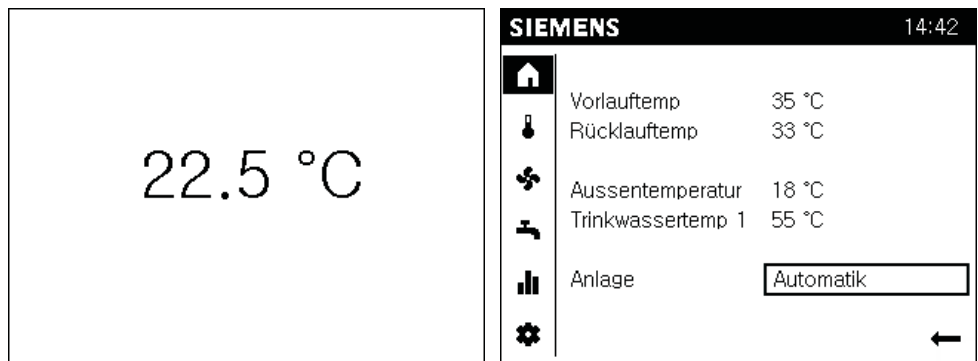 22.5 °C
SIEMENS 14:42
Vorlauftemp 35 °C
Rücklauftemp 33 °C
Aussentemperatur 18 °C
Trinkwassertemp 1 55 °C
Anlage Automatik